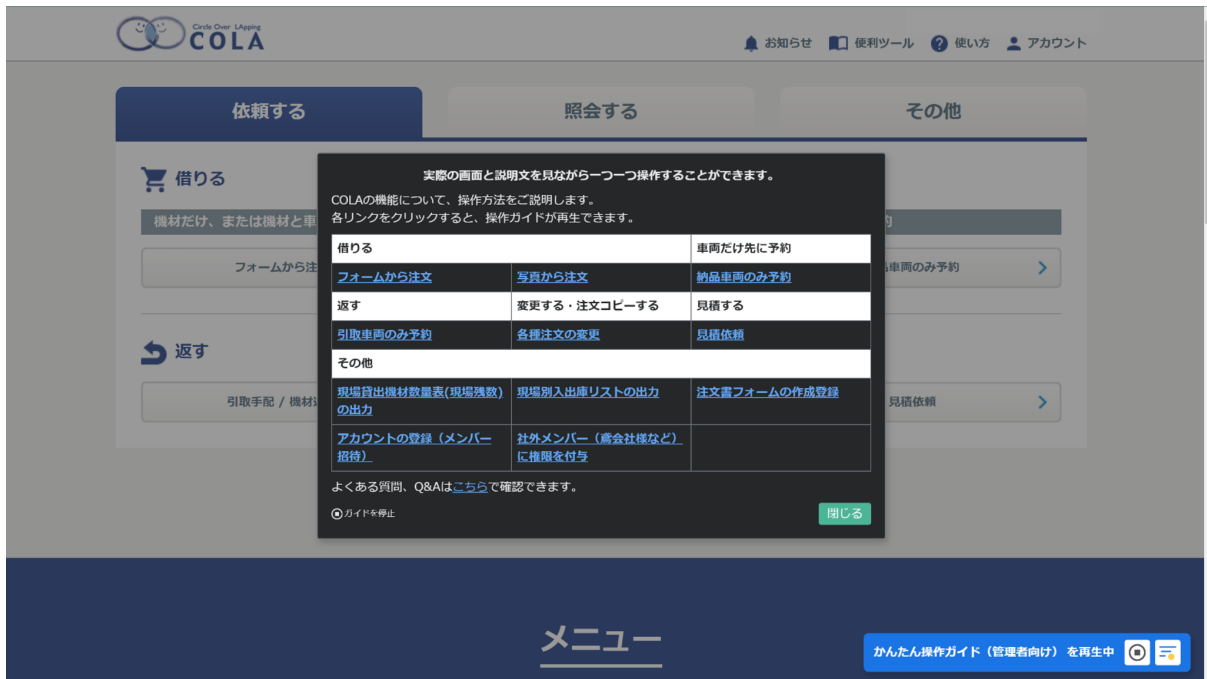 Circle Over LApping
COLA
お知らせ
便利ツール
使い方
アカウント
依頼する
照会する
その他
借りる
機材だけ、または機材と車
約
フォームから注
車両のみ予約
返す
引取手配 / 機材
見積依頼
実際の画面と説明文を見ながら一つ一つ操作することができます。
COLAの機能について、操作方法をご説明します。
各リンクをクリックすると、操作ガイドが再生できます。
借りる
車両だけ先に予約
フォームから注文
写真から注文
納品車両のみ予約
返す
変更する・注文コピーする
見積する
引取車両のみ予約
各種注文の変更
見積依頼
その他
現場貸出機材数量表(現場残数)
の出力
現場別入出庫リストの出力
注文書フォームの作成登録
アカウントの登録（メンバー
招待）
社外メンバー（鳶会社様など）
に権限を付与
よくある質問、Q&Aはこちらで確認できます。
ガイドを停止
閉じる
メニュー
かんたん操作ガイド（管理者向け） を再生中